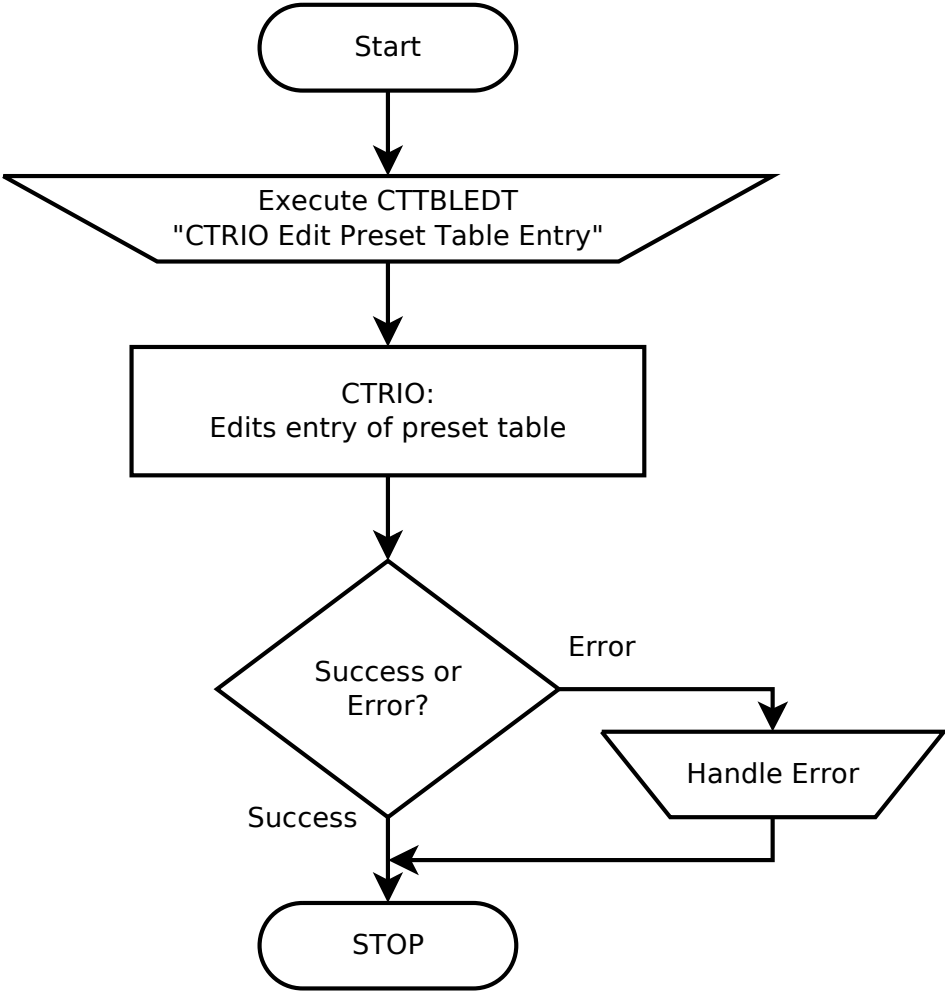 Start
Execute CTTBLEDT
"CTRIO Edit Preset Table Entry"
CTRIO:
Edits entry of preset table
Success or
Error?
Error
Handle Error
Success
STOP